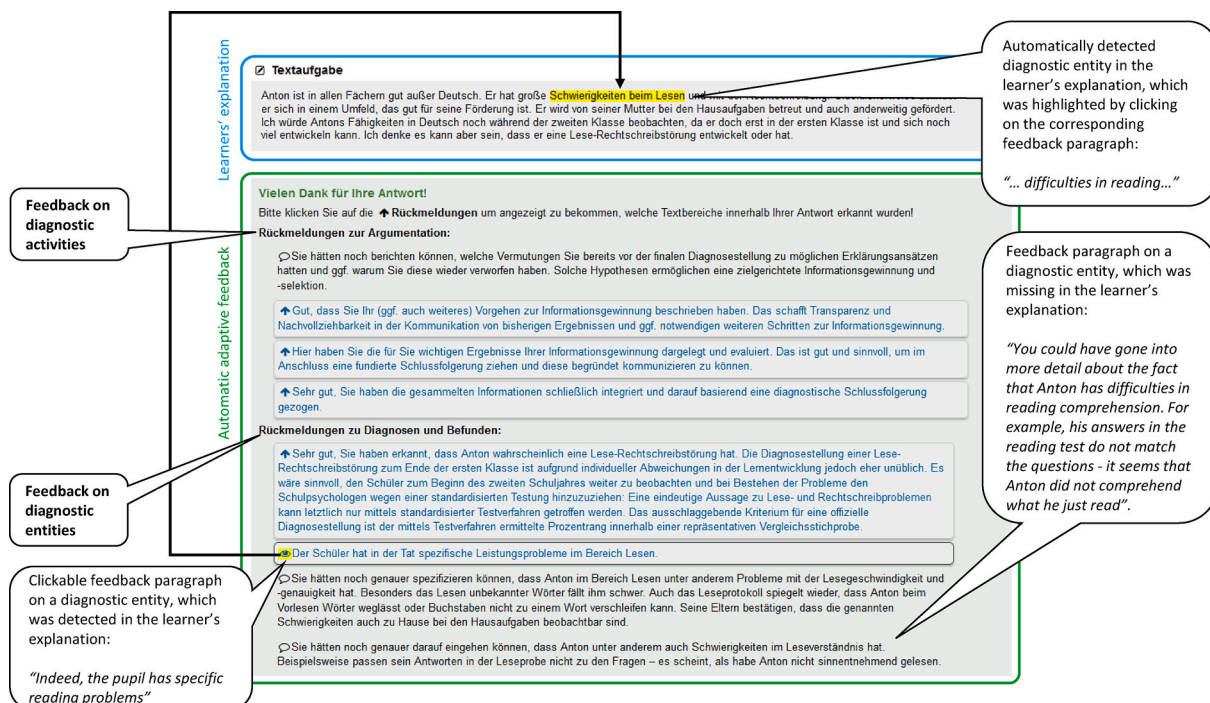 Learners' explanation
Textaufgabe
Anton ist in allen Fächern gut außer Deutsch. Er hat große Schwierigkeiten beim Lesen und mit der
er sich in einem Umfeld, das gut für seine Förderung ist. Er wird von seiner Mutter bei den Hausaufgaben betreut und auch anderweitig gefördert.
Ich würde Antons Fähigkeiten in Deutsch noch während der zweiten Klasse beobachten, da er doch erst in der ersten Klasse ist und sich noch
viel entwickeln kann. Ich denke es kann aber sein, dass er eine Lese-Rechtschreibstörung entwickelt oder hat.
Automatically detected
diagnostic entity in the
learner's explanation, which
was highlighted by clicking
on the corresponding
feedback paragraph:
"... difficulties in reading..."
Automatic adaptive feedback
Vielen Dank für Ihre Antwort!
Bitte klicken Sie auf die Rückmeldungen um angezeigt zu bekommen, welche Textbereiche innerhalb Ihrer Antwort erkannt wurden!
Feedback on
diagnostic
activities
Rückmeldungen zur Argumentation:
Sie hätten noch berichten können, welche Vermutungen Sie bereits vor der finalen Diagnosestellung zu möglichen Erklärungsansätzen
hatten und ggf. warum Sie diese wieder verworfen haben. Solche Hypothesen ermöglichen eine zielgerichtete Informationsgewinnung und
-selektion.
Gut, dass Sie Ihr (ggf. auch weiteres) Vorgehen zur Informationsgewinnung beschrieben haben. Das schafft Transparenz und
Nachvollziehbarkeit in der Kommunikation von bisherigen Ergebnissen und ggf. notwendigen weiteren Schritten zur Informationsgewinnung.
Hier haben Sie die für Sie wichtigen Ergebnisse Ihrer Informationsgewinnung dargelegt und evaluiert. Das ist gut und sinnvoll, um im
Anschluss eine fundierte Schlussfolgerung ziehen und diese begründet kommunizieren zu können.
Sehr gut, Sie haben die gesammelten Informationen schließlich integriert und darauf basierend eine diagnostische Schlussfolgerung
gezogen.
Feedback on
diagnostic
entities
Rückmeldungen zu Diagnosen und Befunden:
Sehr gut, Sie haben erkannt, dass Anton wahrscheinlich eine Lese-Rechtschreibstörung hat. Die Diagnosestellung einer Lese-
Rechtschreibstörung zum Ende der ersten Klasse ist aufgrund individueller Abweichungen in der Lernentwicklung jedoch eher unüblich. Es
wäre sinnvoll, den Schüler zum Beginn des zweiten Schuljahres weiter zu beobachten und bei Bestehen der Probleme den
Schulpsychologen wegen einer standardisierten Testung hinzuzuziehen: Eine eindeutige Aussage zu Lese- und Rechtschreibproblemen
kann letztlich nur mittels standardisierter Testverfahren getroffen werden. Das ausschlaggebende Kriterium für eine offizielle
Diagnosestellung ist der mittels Testverfahren ermittelte Prozentrang innerhalb einer repräsentativen Vergleichsstichprobe.
Der Schüler hat in der Tat spezifische Leistungsprobleme im Bereich Lesen.
Sie hätten noch genauer spezifizieren können, dass Anton im Bereich Lesen unter anderem Probleme mit der Lesegeschwindigkeit und
-genauigkeit hat. Besonders das Lesen unbekannter Wörter fällt ihm schwer. Auch das Leseprotokoll spiegelt wieder, dass Anton beim
Vorlesen Wörter weglässt oder Buchstaben nicht zu einem Wort verschleifen kann. Seine Eltern bestätigen, dass die genannten
Schwierigkeiten auch zu Hause bei den Hausaufgaben beobachtbar sind.
Sie hätten noch genauer darauf eingehen können, dass Anton unter anderem auch Schwierigkeiten im Leseverständnis hat.
Beispielsweise passen sein Antworten in der Leseprobe nicht zu den Fragen – es scheint, als habe Anton nicht sinnentnehmend gelesen.
Feedback paragraph on a
diagnostic entity, which was
missing in the learner's
explanation:
"You could have gone into
more detail about the fact
that Anton has difficulties in
reading comprehension. For
example, his answers in the
reading test do not match
the questions - it seems that
Anton did not comprehend
what he just read".
Clickable feedback paragraph
on a diagnostic entity, which
was detected in the learner's
explanation:
"Indeed, the pupil has specific
reading problems"